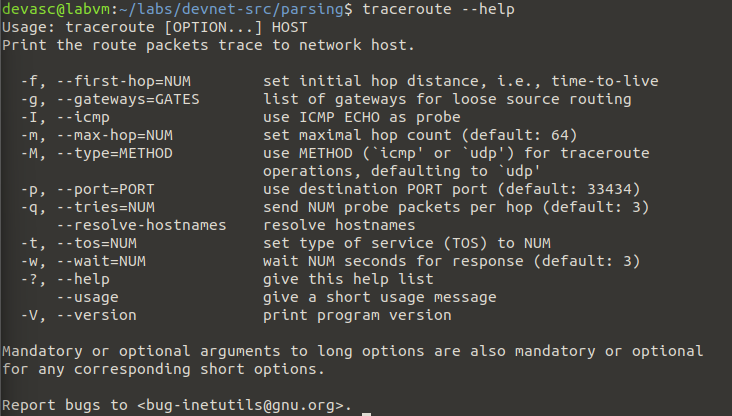 devasc@labvm:~/labs/devnet-src/parsing$ traceroute --help
Usage: traceroute [OPTION...] HOST
Print the route packets trace to network host.

  -f, --first-hop=NUM        set initial hop distance, i.e., time-to-live
  -g, --gateways=GATES       list of gateways for loose source routing
  -I, --icmp                 use ICMP ECHO as probe
  -m, --max-hop=NUM          set maximal hop count (default: 64)
  -M, --type=METHOD          use METHOD (`icmp' or `udp') for traceroute
                             operations, defaulting to `udp'
  -p, --port=PORT            use destination PORT port (default: 33434)
  -q, --tries=NUM            send NUM probe packets per hop (default: 3)
      --resolve-hostnames    resolve hostnames
  -t, --tos=NUM              set type of service (TOS) to NUM
  -w, --wait=NUM             wait NUM seconds for response (default: 3)
  -?, --help                 give this help list
      --usage                give a short usage message
  -V, --version              print program version

Mandatory or optional arguments to long options are also mandatory or optional
for any corresponding short options.

Report bugs to <bug-inetutils@gnu.org>.